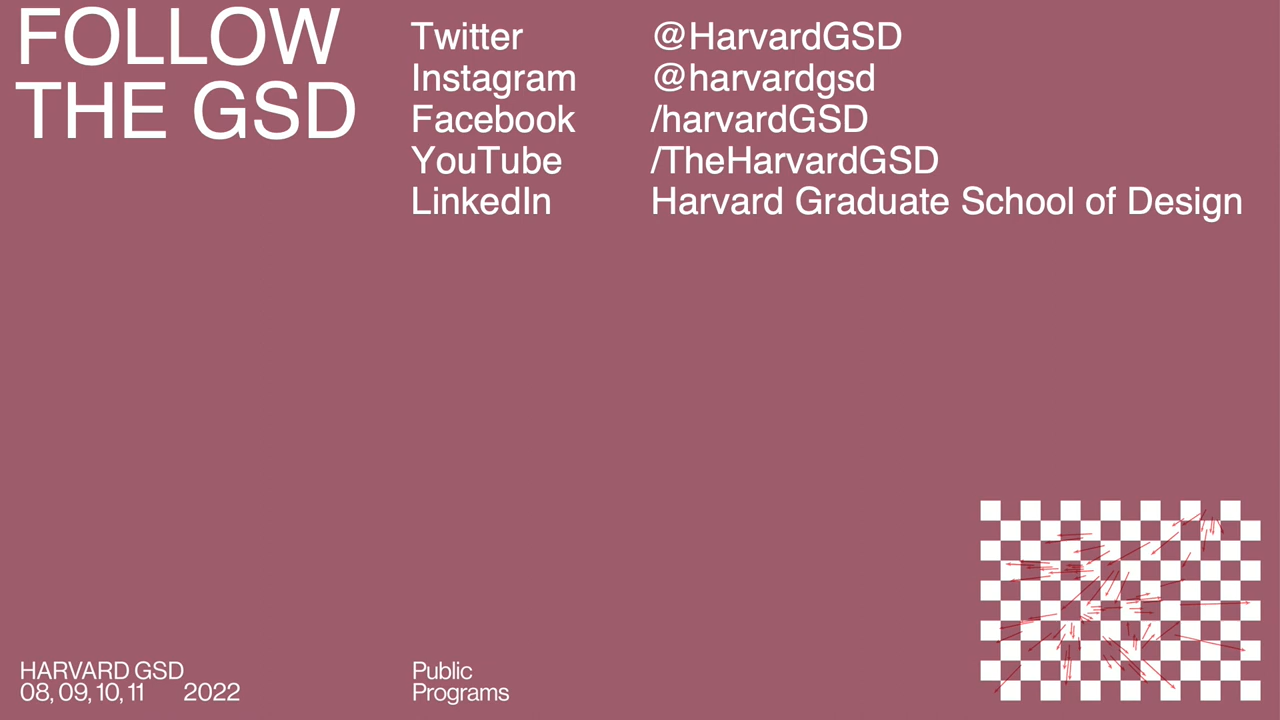 FOLLOW
THE GSD
Twitter @HarvardGSD
Instagram @harvardgsd
Facebook /harvardGSD
YouTube /TheHarvardGSD
LinkedIn Harvard Graduate School of Design
HARVARD GSD
08, 09, 10, 11 2022
Public
Programs